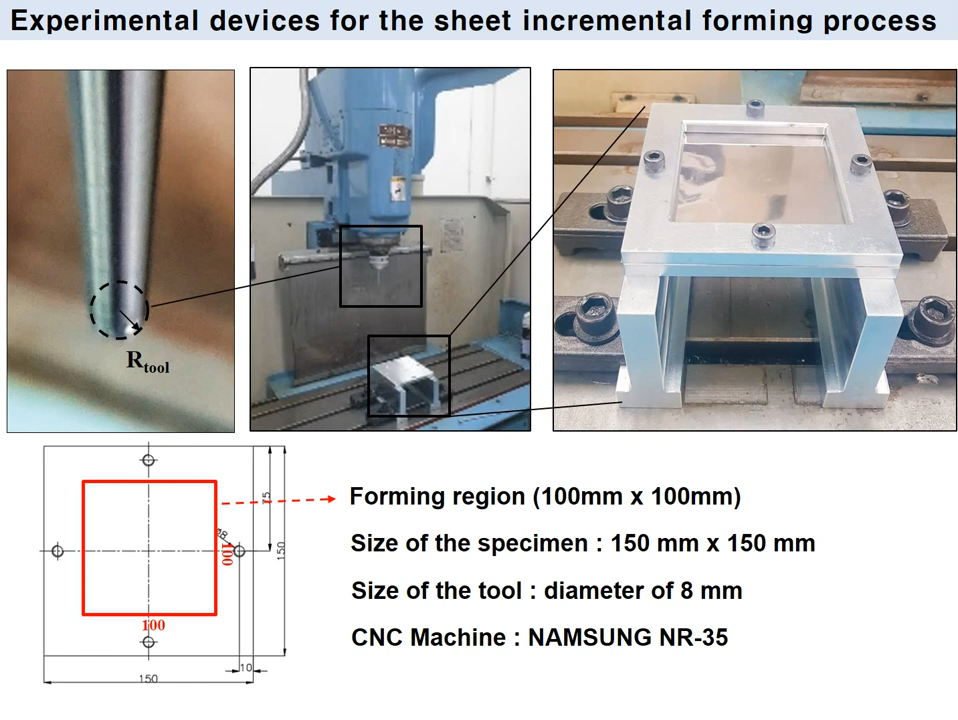 Experimental devices for the sheet incremental forming process
Rtool
75
150
100
100
10
150
Forming region (100mm x 100mm)
Size of the specimen : 150 mm x 150 mm
Size of the tool : diameter of 8 mm
CNC Machine : NAMSUNG NR-35